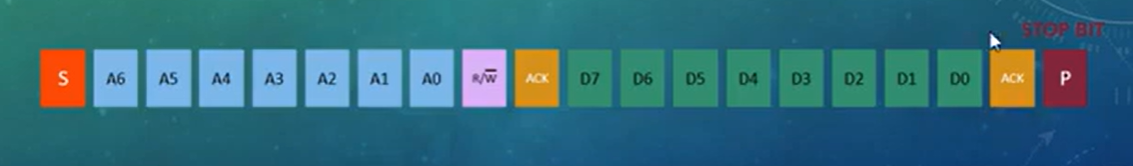 STOP BIT
S A6 A5 A4 A3 A2 A1 A0 R/W̅ ACK D7 D6 D5 D4 D3 D2 D1 D0 ACK P